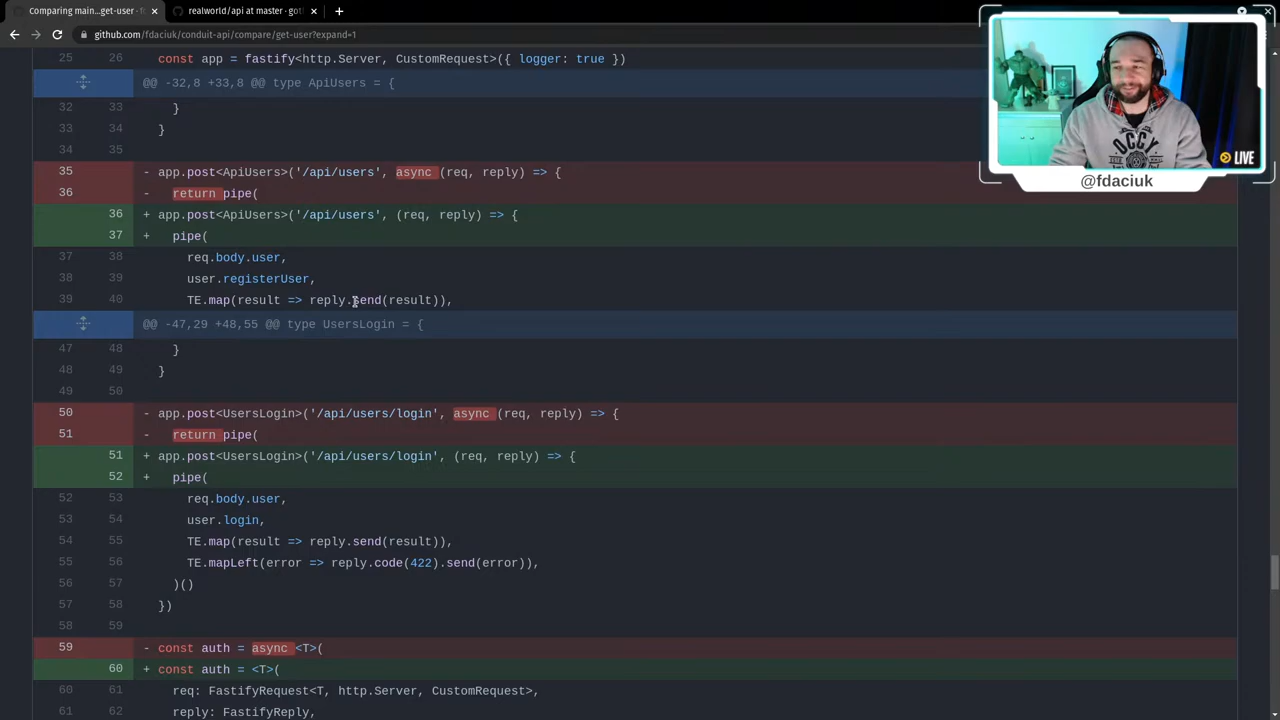 Comparing main...get-user · fd
realworld/api at master · got
github.com/fdaciuk/conduit-api/compare/get-user?expand=1
25 26 const app = fastify<http.Server, CustomRequest>({ logger: true })
@@ -32,8 +33,8 @@ type ApiUsers = {
32 33 }
33 34 }
34 35
35 - app.post<ApiUsers>('/api/users', async (req, reply) => {
36 - return pipe(
36 + app.post<ApiUsers>('/api/users', (req, reply) => {
37 + pipe(
37 38 req.body.user,
38 39 user.registerUser,
39 40 TE.map(result => reply.send(result)),
@@ -47,29 +48,55 @@ type UsersLogin = {
47 48 }
48 49 }
49 50
50 - app.post<UsersLogin>('/api/users/login', async (req, reply) => {
51 - return pipe(
51 + app.post<UsersLogin>('/api/users/login', (req, reply) => {
52 + pipe(
52 53 req.body.user,
53 54 user.login,
54 55 TE.map(result => reply.send(result)),
55 56 TE.mapLeft(error => reply.code(422).send(error)),
56 57 )()
57 58 })
58 59
59 - const auth = async <T>(
60 + const auth = <T>(
60 61 req: FastifyRequest<T, http.Server, CustomRequest>,
61 62 reply: FastifyReply,
OCCY
LIVE
@fdaciuk